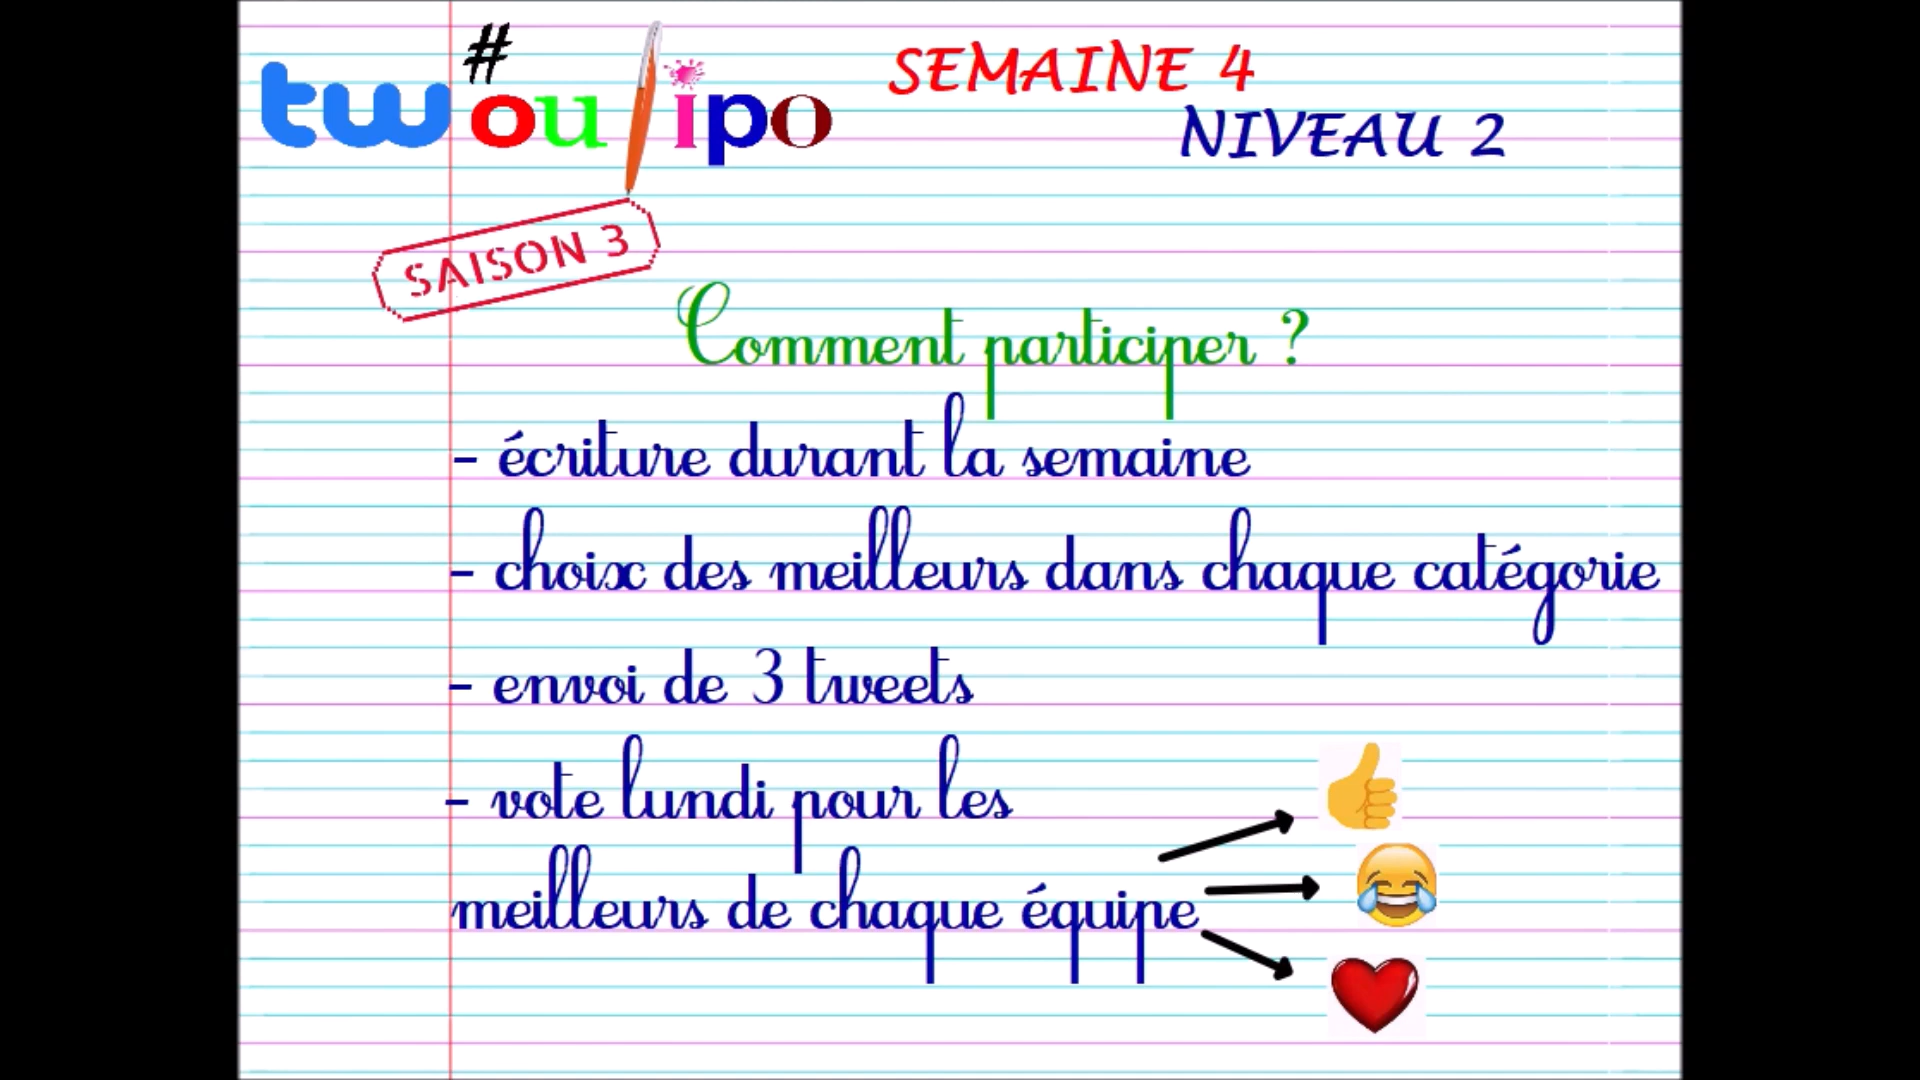 #
twoulipo
SEMAINE 4
NIVEAU 2
SAISON 3
Comment participer ?
- écriture durant la semaine
- choix des meilleurs dans chaque catégorie
- envoi de 3 tweets
- vote lundi pour les
meilleurs de chaque équipe